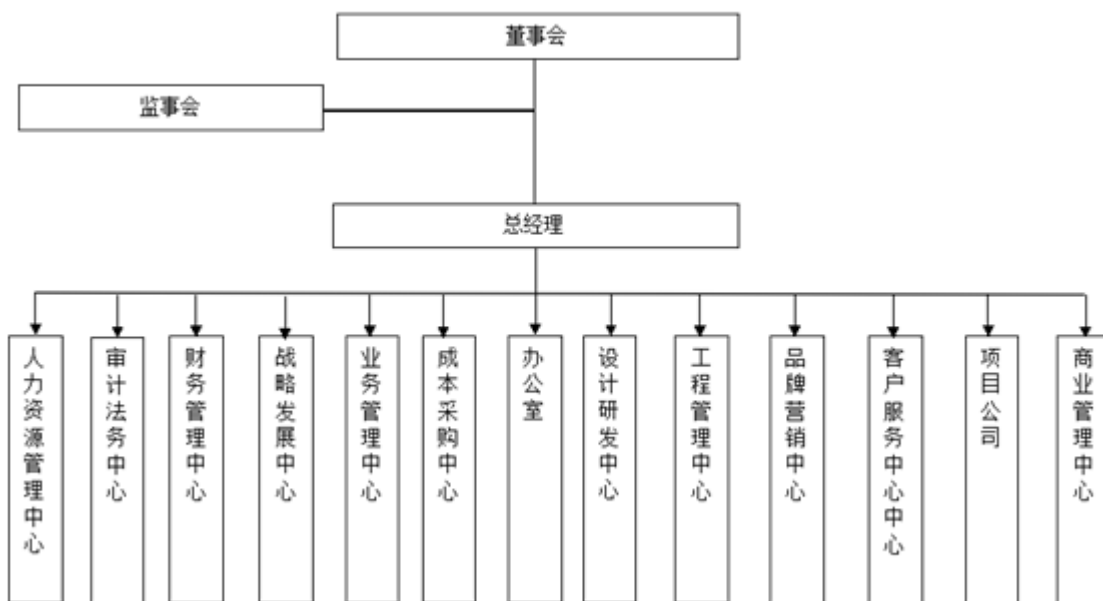 董事会
监事会
总经理
人力资源管理中心
审计法务中心
财务管理中心
战略发展中心
业务管理中心
成本采购中心
办公室
设计研发中心
工程管理中心
品牌营销中心
客户服务中心中心
项目公司
商业管理中心